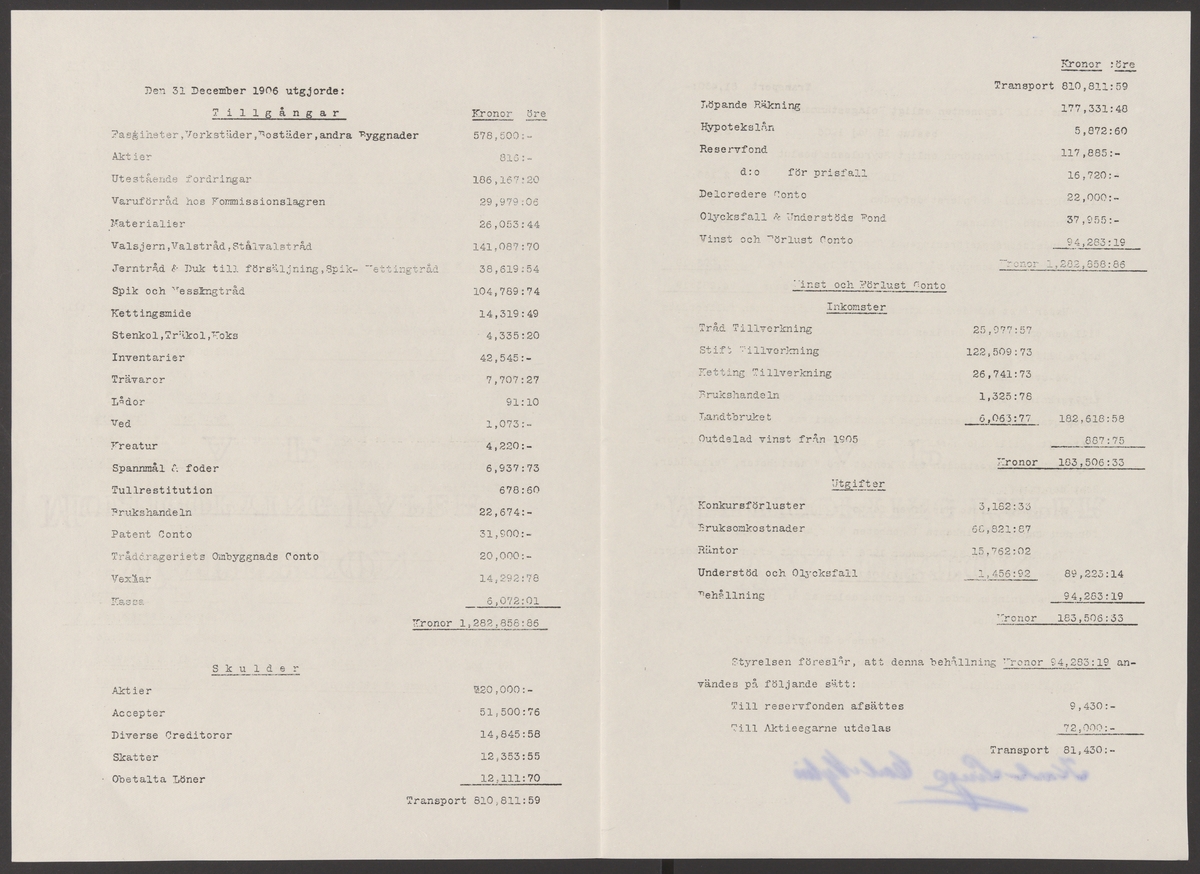 Den 31 December 1906 utgjorde:
Tillgångar Kronor öre
Fasgiheter,Verkstäder,Bostäder,andra Byggnader 578,500:-
Aktier 815:-
Utestående fordringar 186,167:20
Varuförråd hos Kommissionslagren 29,979:06
Materialier 26,053:44
Valsjern,Valstråd,Stålvalstråd 141,087:70
Jerntråd & Duk till försäljning,Spik- Kettingtråd 38,619:54
Spik och Messingtråd 104,789:74
Kettingsmide 14,319:49
Stenkol,Träkol,Koks 4,335:20
Inventarier 42,545:-
Trävaror 7,707:27
Lådor 91:10
Ved 1,073:-
Kreatur 4,220:-
Spannmål & foder 6,937:73
Tullrestitution 678:60
Brukshandeln 22,674:-
Patent Conto 31,900:-
Tråddrageriets Ombyggnads Conto 20,000:-
Vexlar 14,292:78
Kassa 6,072:01
Kronor 1,282,858:86
Skulder
Aktier 720,000:-
Accepter 51,500:76
Diverse Creditorer 14,845:58
Skatter 12,353:55
Obetalta Löner 12,111:70
Transport 810,811:59
Kronor :öre
Transport 810,811:59
Löpande Räkning 177,331:48
Hypotekslån 5,872:60
Reservfond 117,885:-
d:o för prisfall 16,720:-
Delcredere Conto 22,000:-
Olycksfall & Understöds Fond 37,955:-
Vinst och Förlust Conto 94,283:19
Kronor 1,282,858:86
Vinst och Förlust Conto
Inkomster
Tråd Tillverkning 25,977:57
Stift Tillverkning 122,509:73
Ketting Tillverkning 26,741:73
Brukshandeln 1,325:78
Landtbruket 6,063:77 182,618:58
Outdelad vinst från 1905 887:75
Kronor 183,506:33
Utgifter
Konkursförluster 3,182:33
Bruksomkostnader 68,821:87
Räntor 15,762:02
Understöd och Olycksfall 1,456:92 89,223:14
Behållning 94,283:19
Kronor 183,506:33
Styrelsen föreslår, att denna behållning Kronor 94,283:19 an-
vändes på följande sätt:
Till reservfonden afsättes 9,430:-
Till Aktieegarne utdelas 72,000:-
Transport 81,430:-